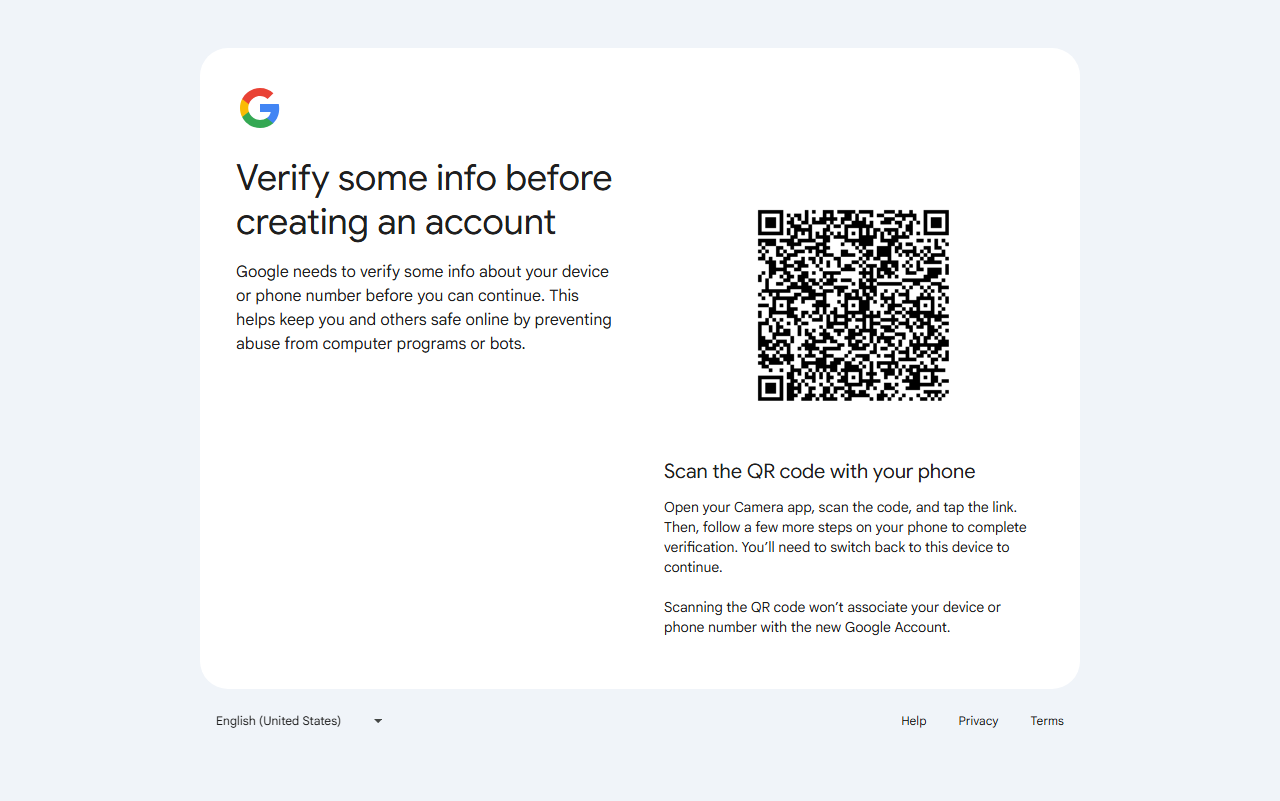 Verify some info before
creating an account
Google needs to verify some info about your device
or phone number before you can continue. This
helps keep you and others safe online by preventing
abuse from computer programs or bots.
Scan the QR code with your phone
Open your Camera app, scan the code, and tap the link.
Then, follow a few more steps on your phone to complete
verification. You’ll need to switch back to this device to
continue.
Scanning the QR code won’t associate your device or
phone number with the new Google Account.
English (United States)
Help Privacy Terms